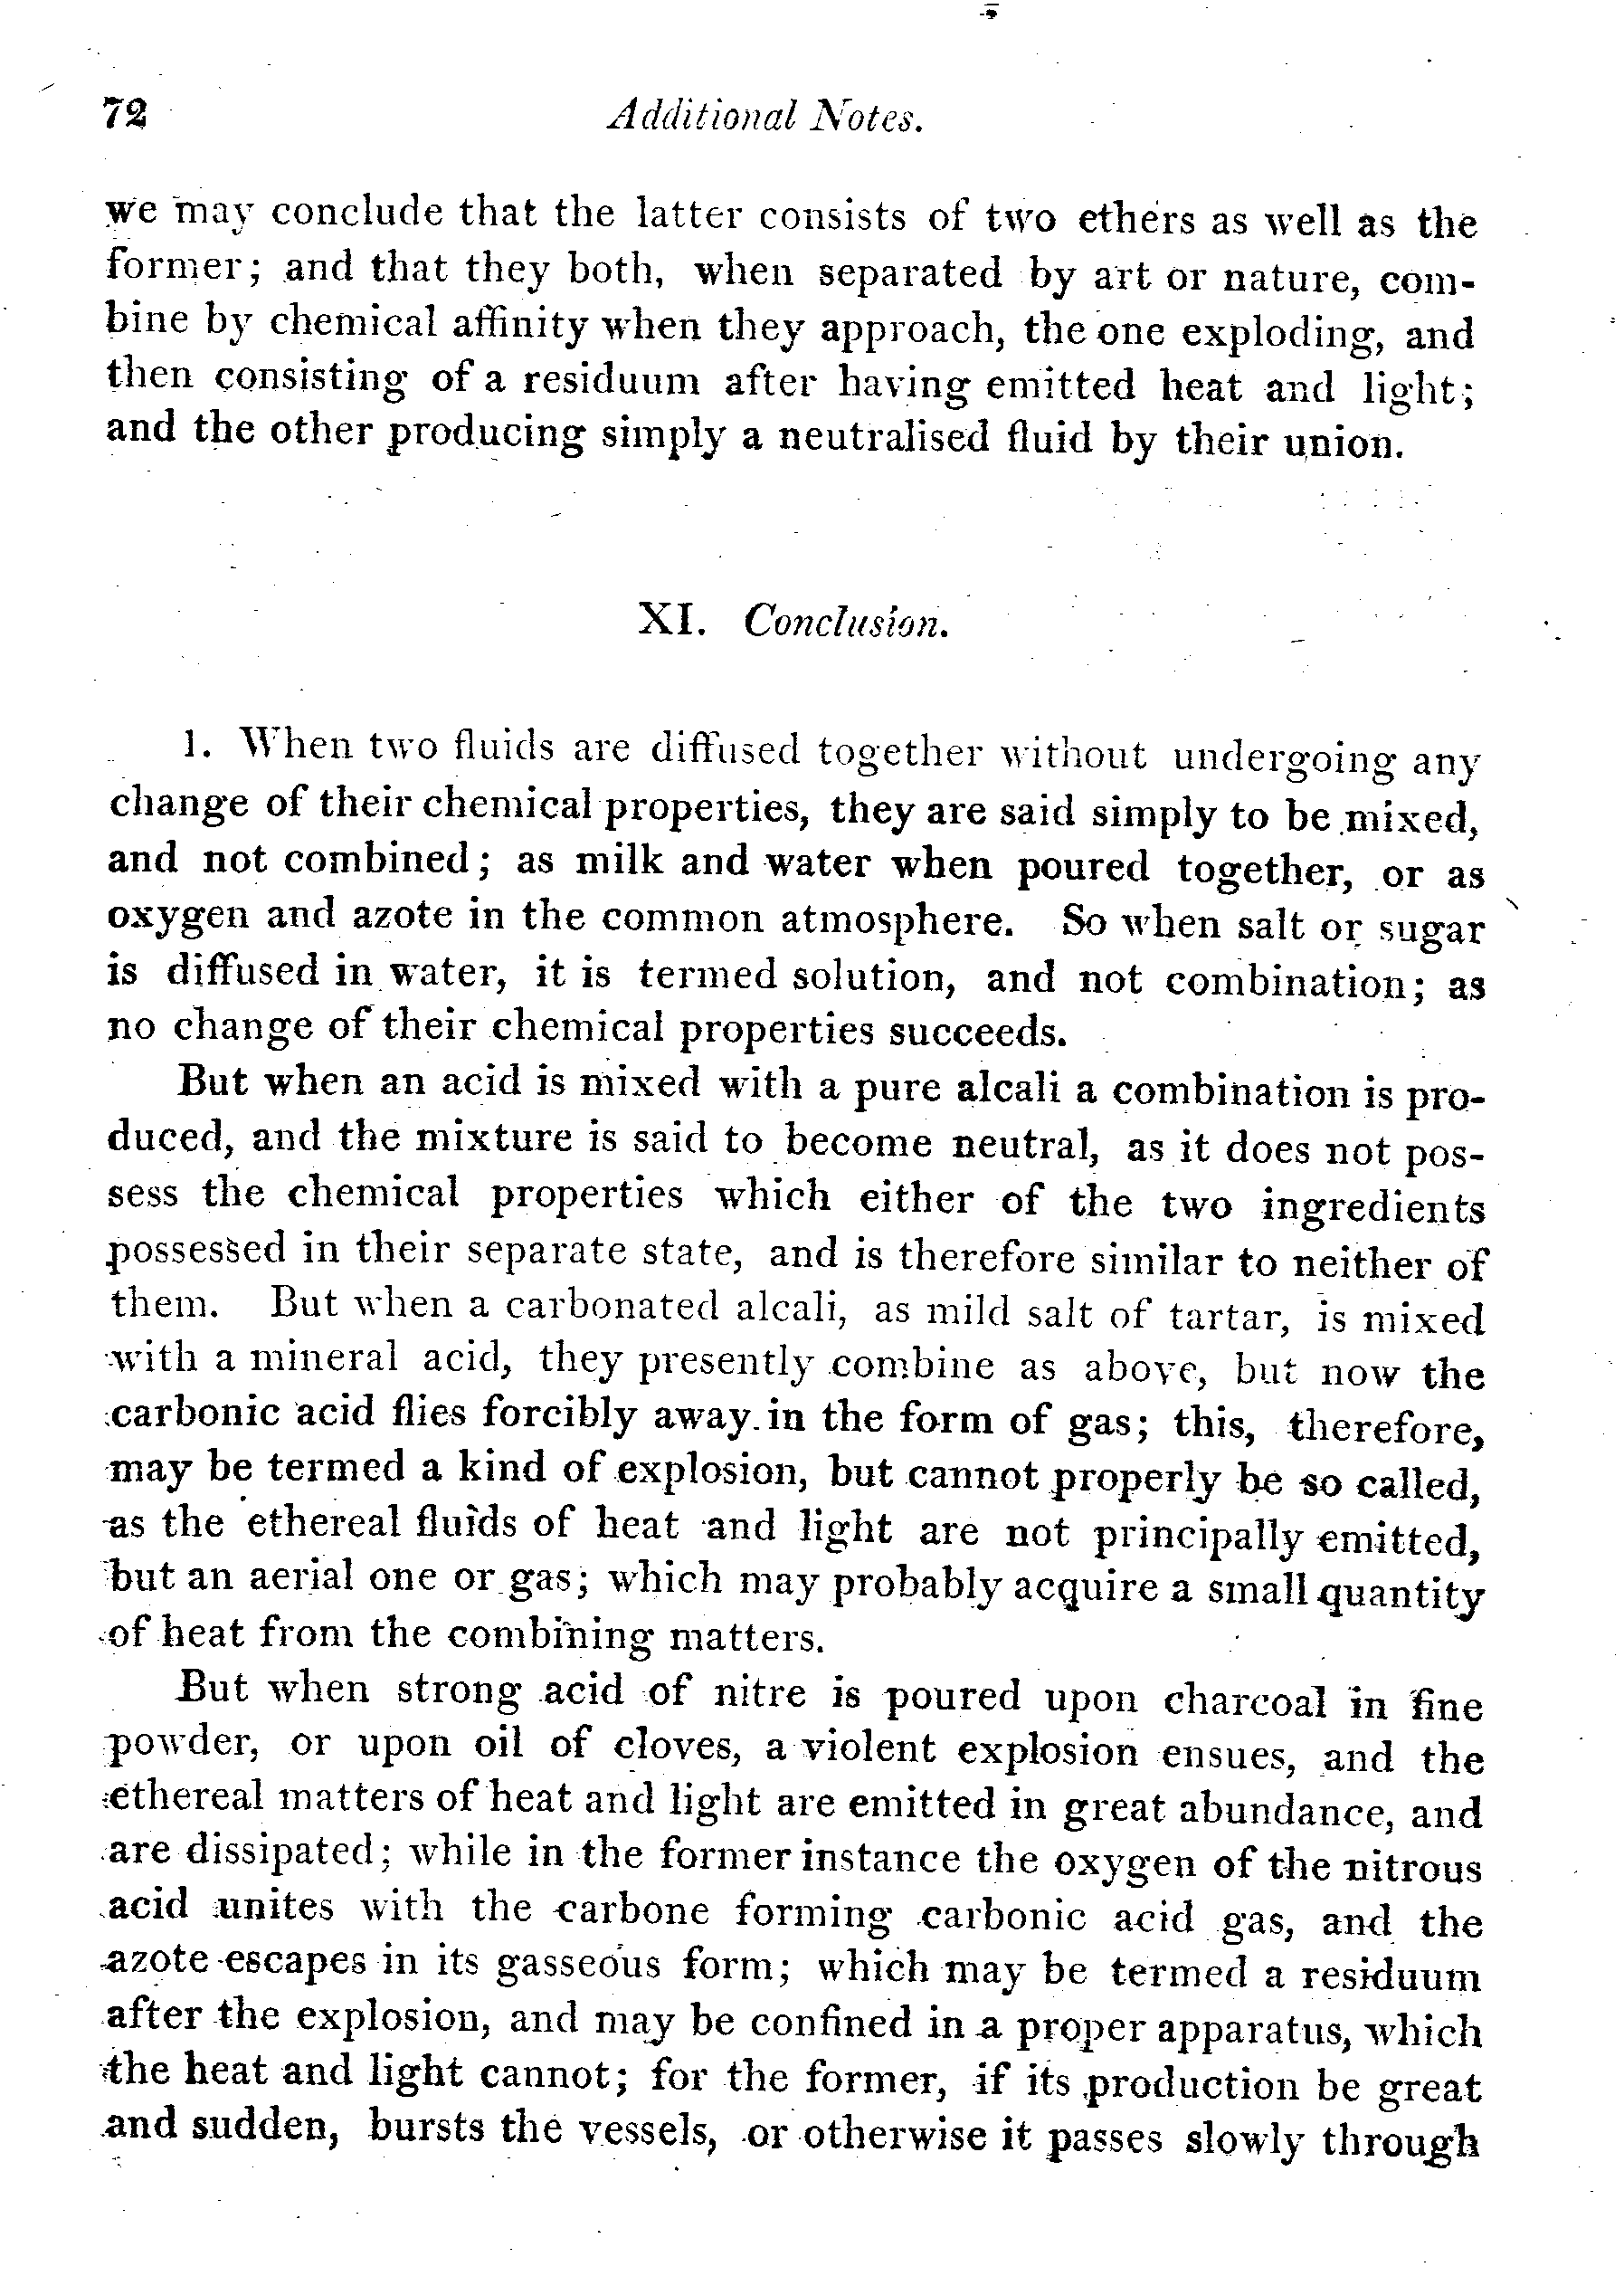 72 Additional Notes.
we may conclude that the latter consists of two ethers as well as the
former; and that they both, when separated by art or nature, com-
bine by chemical affinity when they approach, the one exploding, and
then consisting of a residuum after having emitted heat and light;
and the other producing simply a neutralised fluid by their union.
XI. Conclusion.
1. When two fluids are diffused together without undergoing any
change of their chemical properties, they are said simply to be mixed,
and not combined; as milk and water when poured together, or as
oxygen and azote in the common atmosphere. So when salt or sugar
is diffused in water, it is termed solution, and not combination; as
no change of their chemical properties succeeds.
But when an acid is mixed with a pure alcali a combination is pro-
duced, and the mixture is said to become neutral, as it does not pos-
sess the chemical properties which either of the two ingredients
possessed in their separate state, and is therefore similar to neither of
them. But when a carbonated alcali, as mild salt of tartar, is mixed
with a mineral acid, they presently combine as above, but now the
carbonic acid flies forcibly away in the form of gas; this, therefore,
may be termed a kind of explosion, but cannot properly be so called,
as the ethereal fluids of heat and light are not principally emitted,
but an aerial one or gas; which may probably acquire a small quantity
of heat from the combining matters.
But when strong acid of nitre is poured upon charcoal in fine
powder, or upon oil of cloves, a violent explosion ensues, and the
ethereal matters of heat and light are emitted in great abundance, and
are dissipated; while in the former instance the oxygen of the nitrous
acid unites with the carbone forming carbonic acid gas, and the
azote escapes in its gasseous form; which may be termed a residuum
after the explosion, and may be confined in a proper apparatus, which
the heat and light cannot; for the former, if its production be great
and sudden, bursts the vessels, or otherwise it passes slowly through